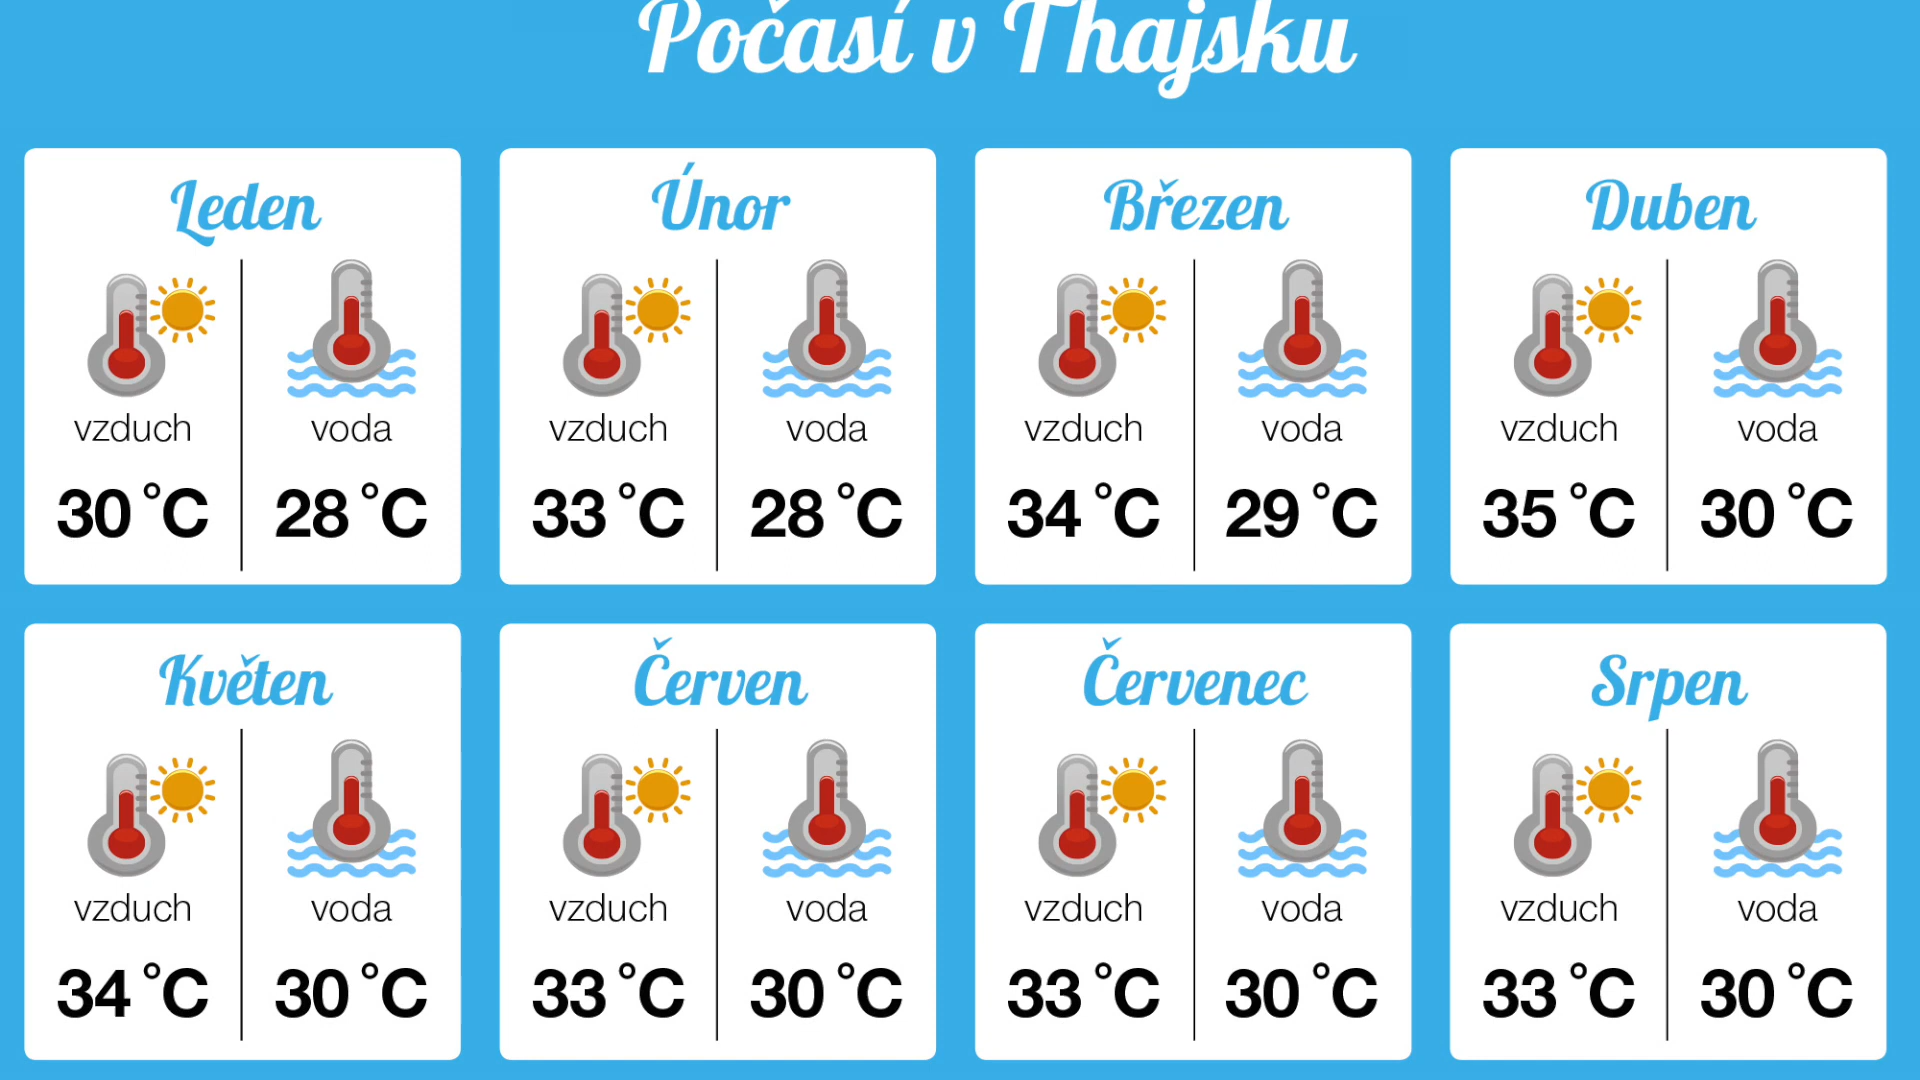 Počasí v Thajsku
Leden
vzduch voda
30 °C 28 °C
Únor
vzduch voda
33 °C 28 °C
Březen
vzduch voda
34 °C 29 °C
Duben
vzduch voda
35 °C 30 °C
Květen
vzduch voda
34 °C 30 °C
Červen
vzduch voda
33 °C 30 °C
Červenec
vzduch voda
33 °C 30 °C
Srpen
vzduch voda
33 °C 30 °C